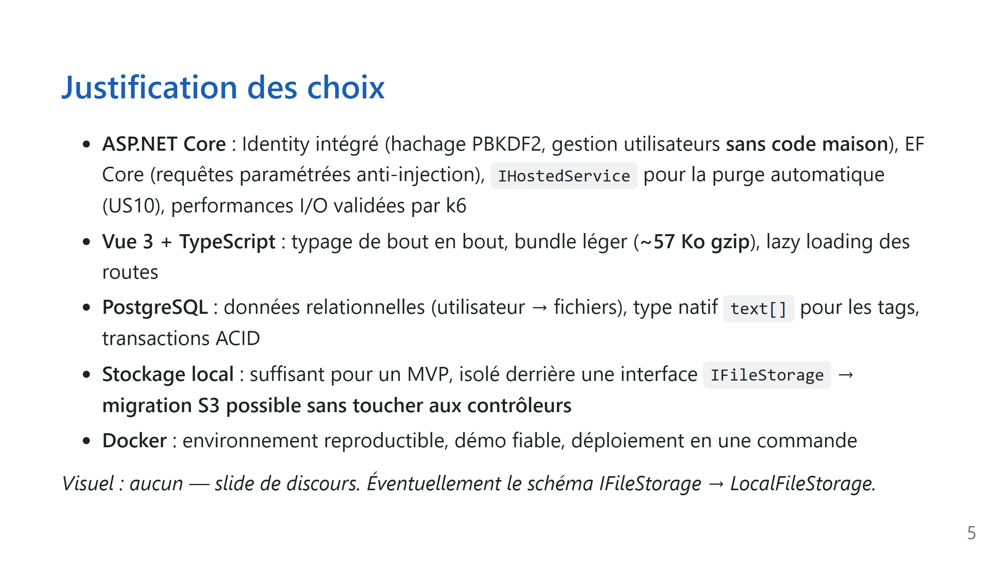 Justification des choix
• ASP.NET Core : Identity intégré (hachage PBKDF2, gestion utilisateurs sans code maison), EF
Core (requêtes paramétrées anti-injection), IHostedService pour la purge automatique
(US10), performances I/O validées par k6
• Vue 3 + TypeScript : typage de bout en bout, bundle léger (~57 Ko gzip), lazy loading des
routes
• PostgreSQL : données relationnelles (utilisateur → fichiers), type natif text[] pour les tags,
transactions ACID
• Stockage local : suffisant pour un MVP, isolé derrière une interface IFileStorage →
migration S3 possible sans toucher aux contrôleurs
• Docker : environnement reproductible, démo fiable, déploiement en une commande
Visuel : aucun — slide de discours. Éventuellement le schéma IFileStorage → LocalFileStorage.
5